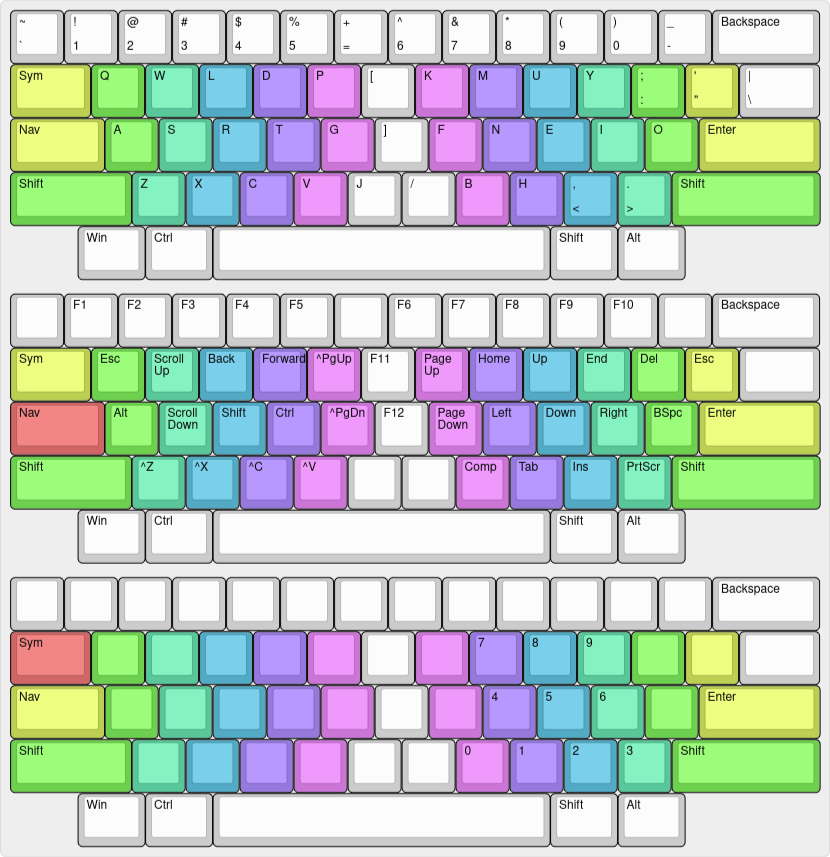 ~ ! @ # $ % + ^ & * ( ) _ Backspace
` 1 2 3 4 5 = 6 7 8 9 0 -
Sym Q W L D P [ K M U Y ; ' |
: " \
Nav A S R T G ] F N E I O Enter
Shift Z X C V J / B H , . Shift
< >
Win Ctrl Shift Alt
F1 F2 F3 F4 F5 F6 F7 F8 F9 F10 Backspace
Sym Esc Scroll Back Forward ^PgUp F11 Page Home Up End Del Esc
Up Up
Nav Alt Scroll Shift Ctrl ^PgDn F12 Page Left Down Right BSpc Enter
Down Down
Shift ^Z ^X ^C ^V Comp Tab Ins PrtScr Shift
Win Ctrl Shift Alt
Backspace
Sym 7 8 9
Nav 4 5 6 Enter
Shift 0 1 2 3 Shift
Win Ctrl Shift Alt